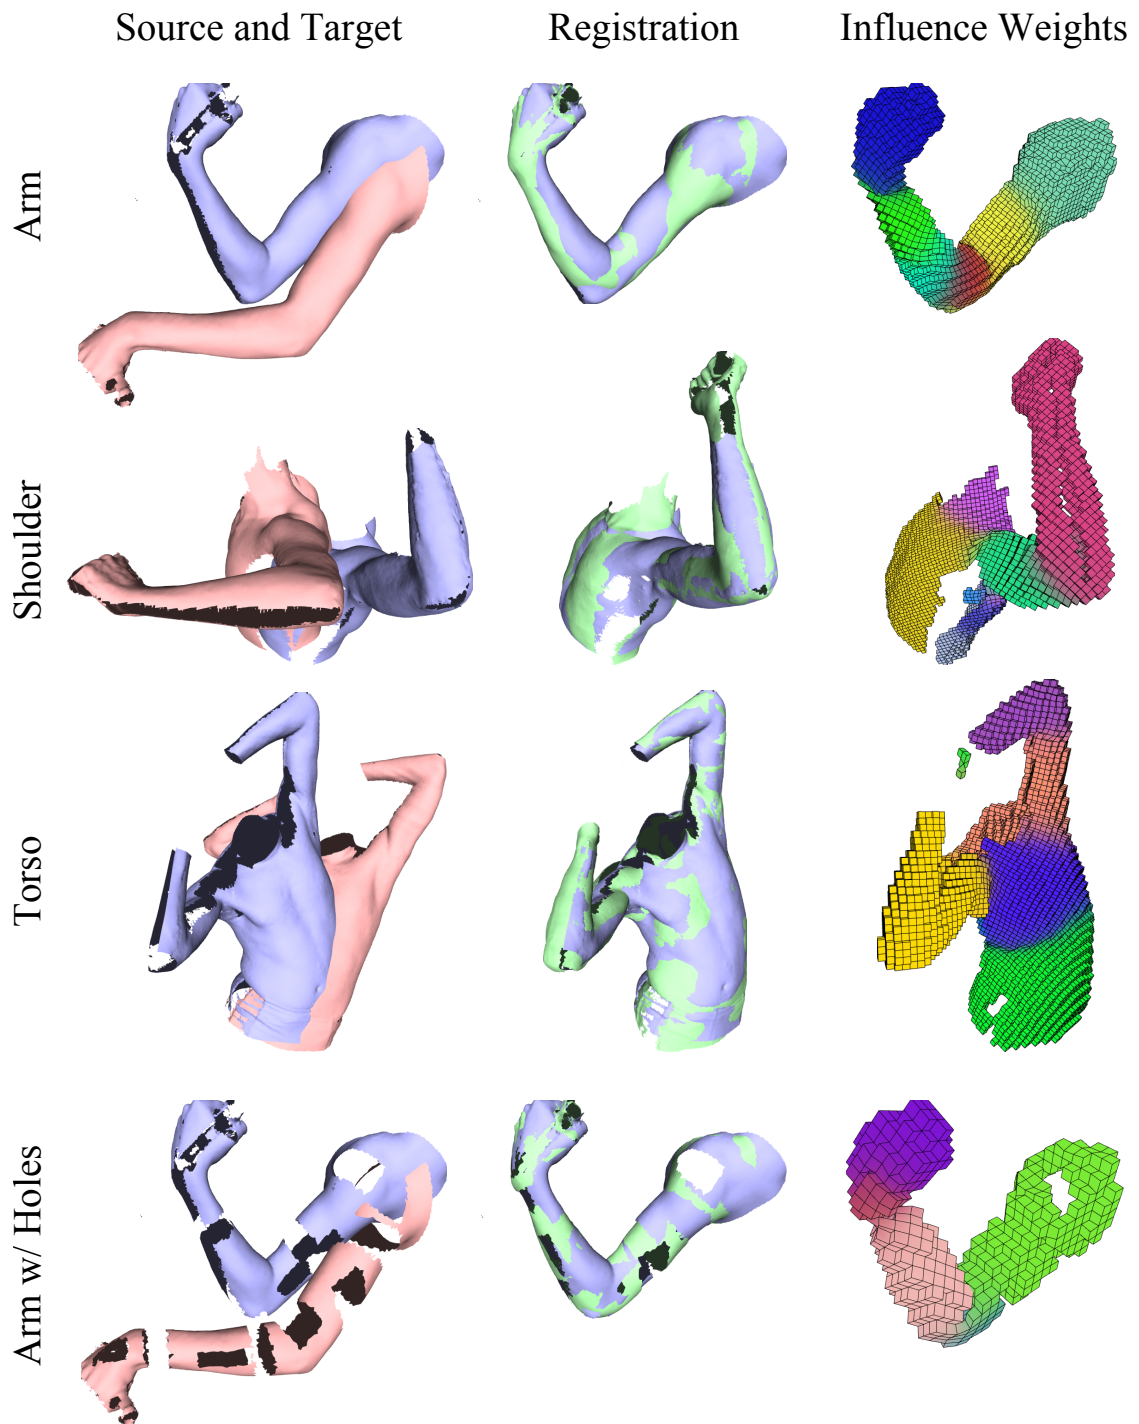 Source and Target
Registration
Influence Weights
Arm
Shoulder
Torso
Arm w/ Holes